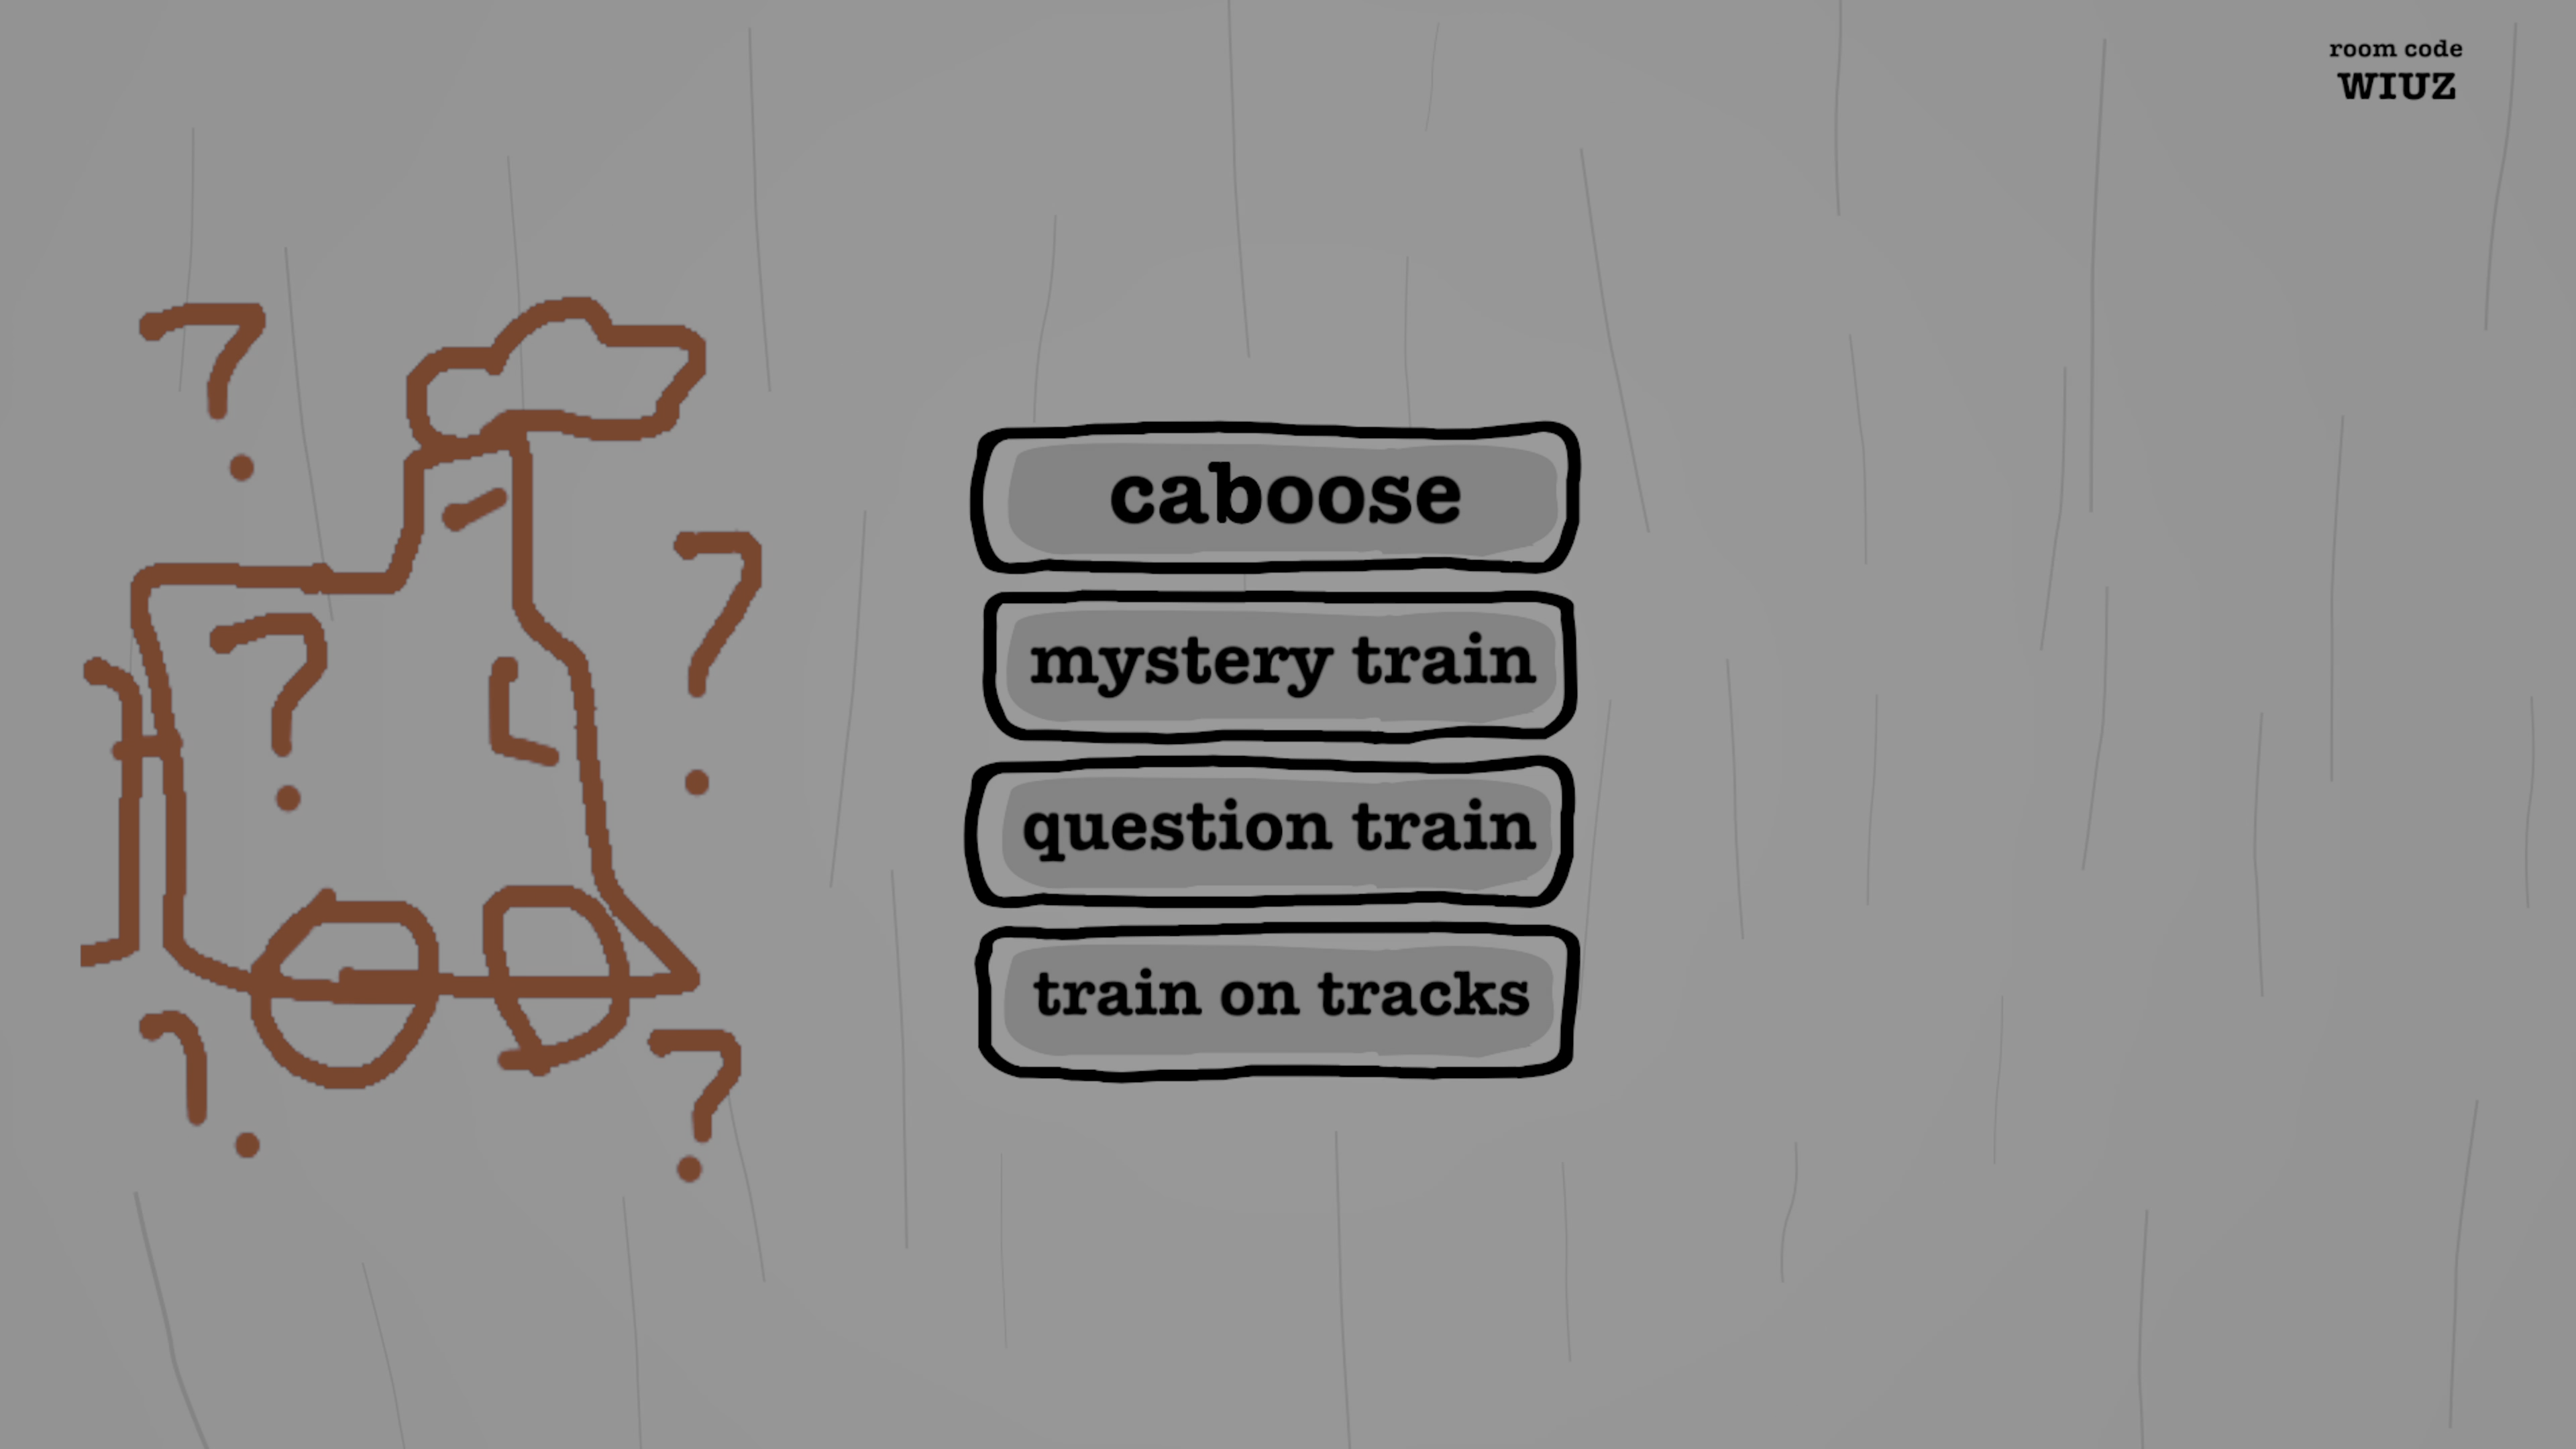 room code
WIUZ
?
?
?
?
?
caboose
mystery train
question train
train on tracks